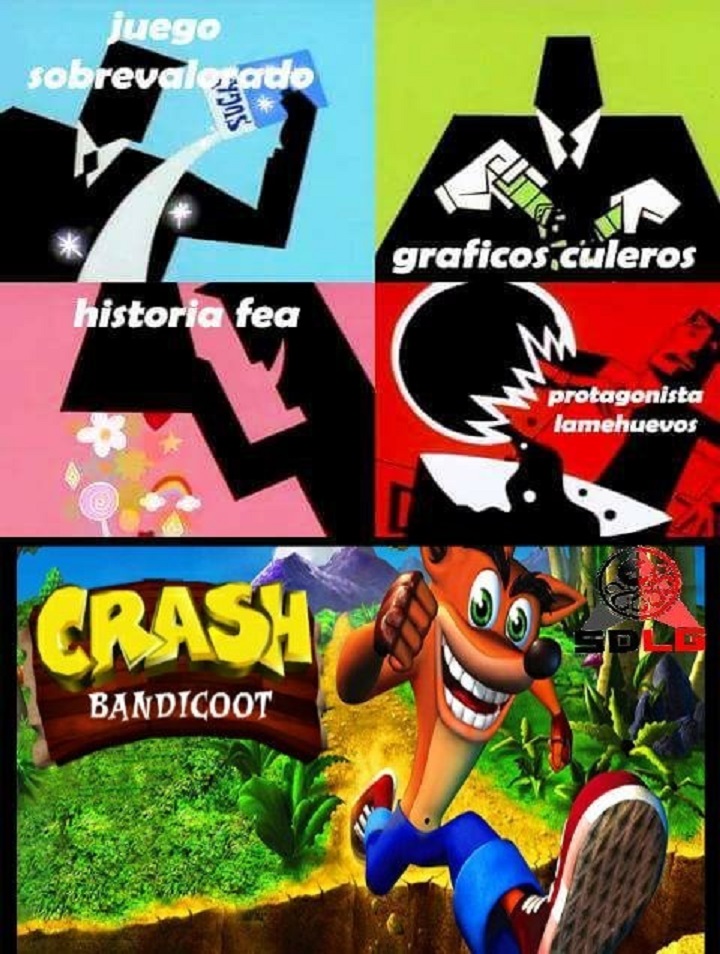 juego
sobrevalorado
graficos culeros
historia fea
protagonista
lamehuevos
CRASH
BANDICOOT
SDLG